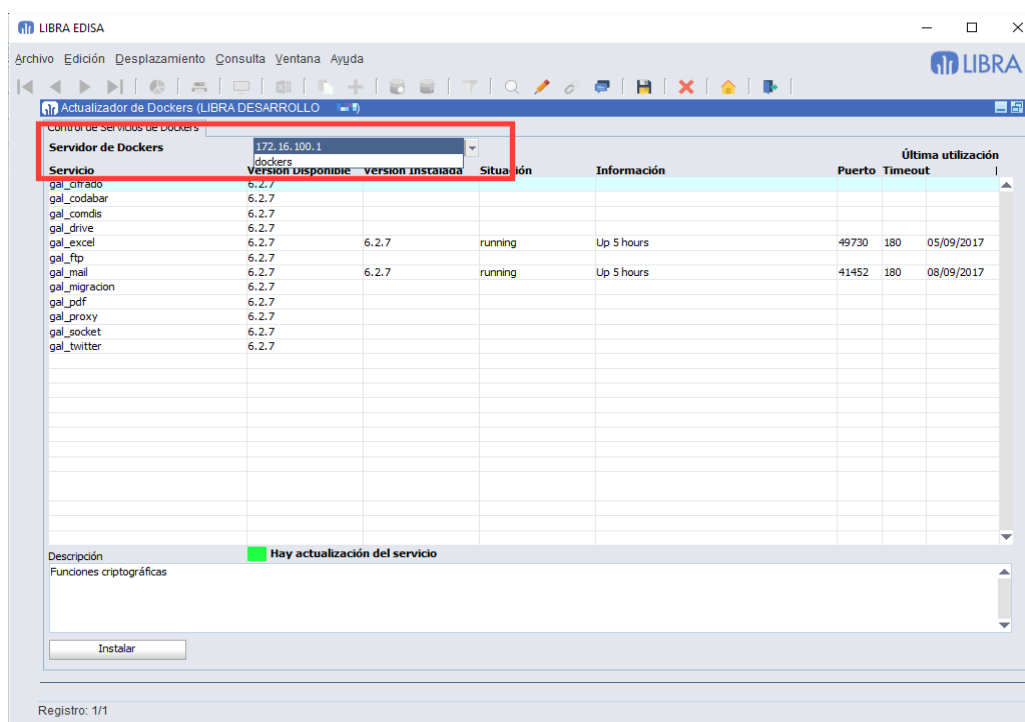 LIBRA EDISA
Archivo Edición Desplazamiento Consulta Ventana Ayuda
LIBRA
Actualizador de Dockers (LIBRA DESARROLLO
Control de Servicios de Dockers
Servidor de Dockers 172.16.100.1
dockers
Última utilización
Servicio Versión Disponible Versión Instalada Situación Información Puerto Timeout
gal_cifrado 6.2.7
gal_codabar 6.2.7
gal_comdis 6.2.7
gal_drive 6.2.7
gal_excel 6.2.7 6.2.7 running Up 5 hours 49730 180 05/09/2017
gal_ftp 6.2.7
gal_mail 6.2.7 6.2.7 running Up 5 hours 41452 180 08/09/2017
gal_migracion 6.2.7
gal_pdf 6.2.7
gal_proxy 6.2.7
gal_socket 6.2.7
gal_twitter 6.2.7
Descripción Hay actualización del servicio
Funciones criptográficas
Instalar
Registro: 1/1